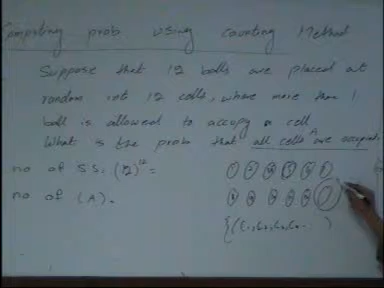 Computing prob using counting Method
Suppose that 12 balls are placed at
random int 12 cells, where more than 1
ball is allowed to occupy a cell
What is the prob that all cells are occupied
A
no of SS: (12)^12 =
no of (A) =